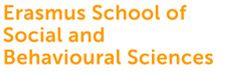 Erasmus School of
Social and
Behavioural Sciences